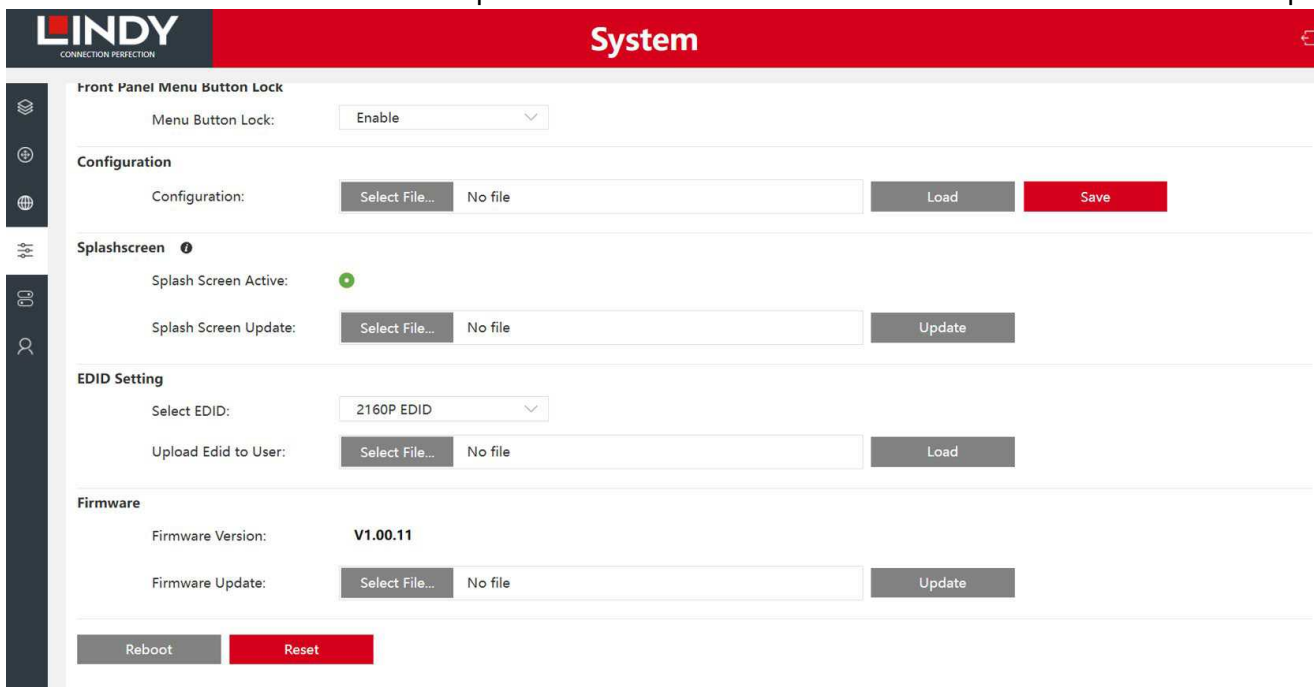 LINDY
CONNECTION PERFECTION
System
Front Panel Menu Button Lock
Menu Button Lock: Enable
Configuration
Configuration: Select File... No file Load Save
Splashscreen
Splash Screen Active:
Splash Screen Update: Select File... No file Update
EDID Setting
Select EDID: 2160P EDID
Upload Edid to User: Select File... No file Load
Firmware
Firmware Version: V1.00.11
Firmware Update: Select File... No file Update
Reboot Reset